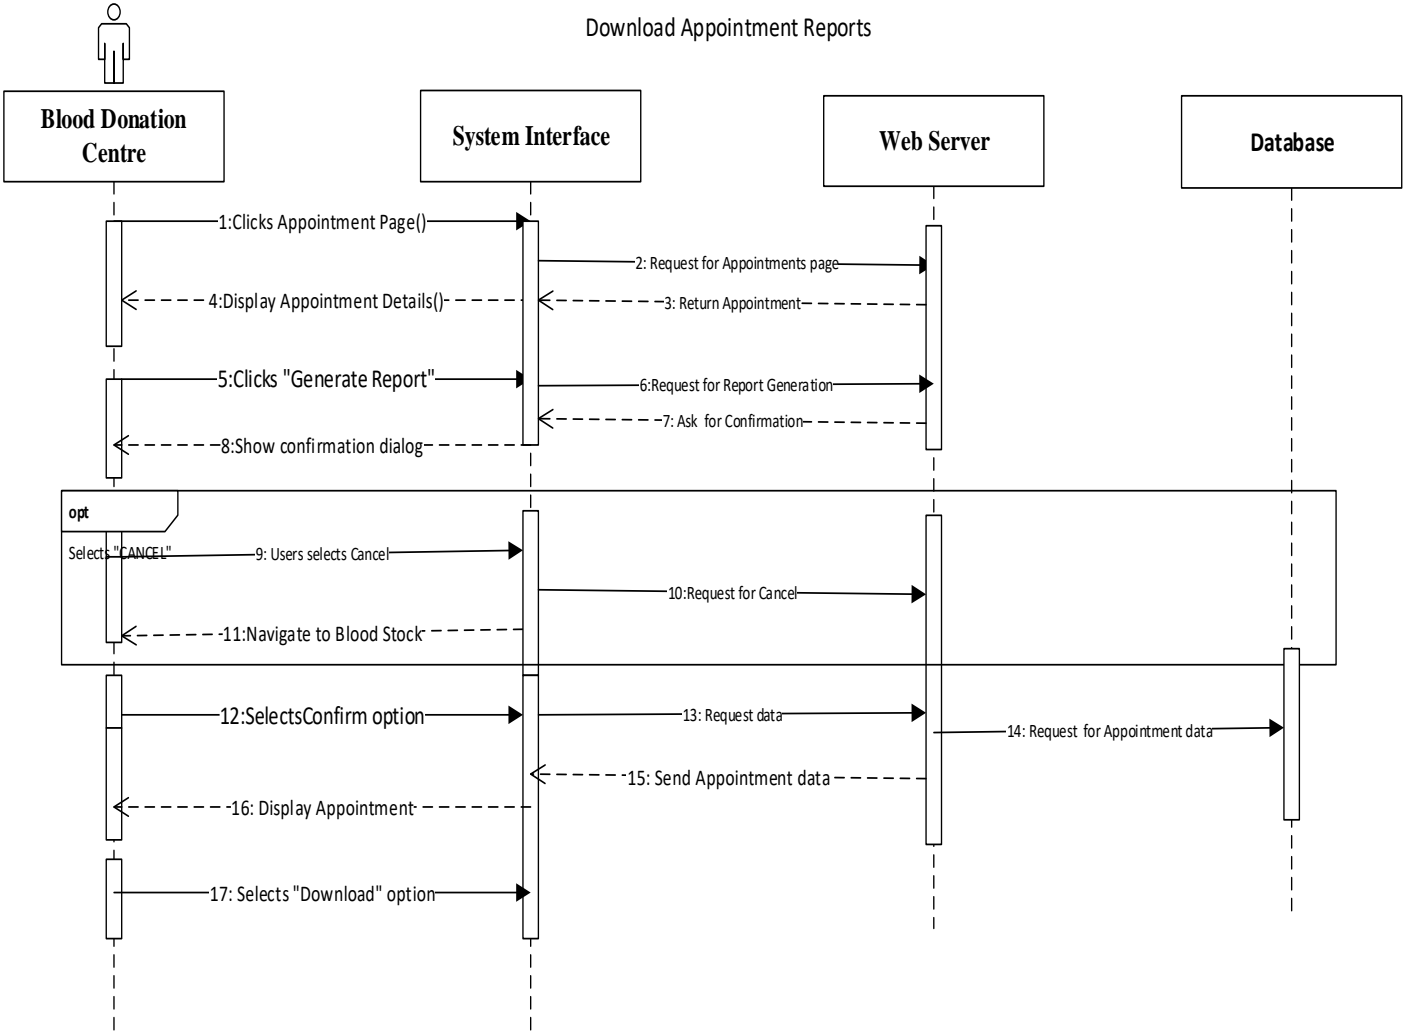 Download Appointment Reports
Blood Donation
Centre
System Interface
Web Server
Database
1:Clicks Appointment Page()
2: Request for Appointments page
3: Return Appointment
4:Display Appointment Details()
5:Clicks "Generate Report"
6:Request for Report Generation
7: Ask for Confirmation
8:Show confirmation dialog
opt
Selects "CANCEL"
9: Users selects Cancel
10:Request for Cancel
11:Navigate to Blood Stock
12:SelectsConfirm option
13: Request data
14: Request for Appointment data
15: Send Appointment data
16: Display Appointment
17: Selects "Download" option